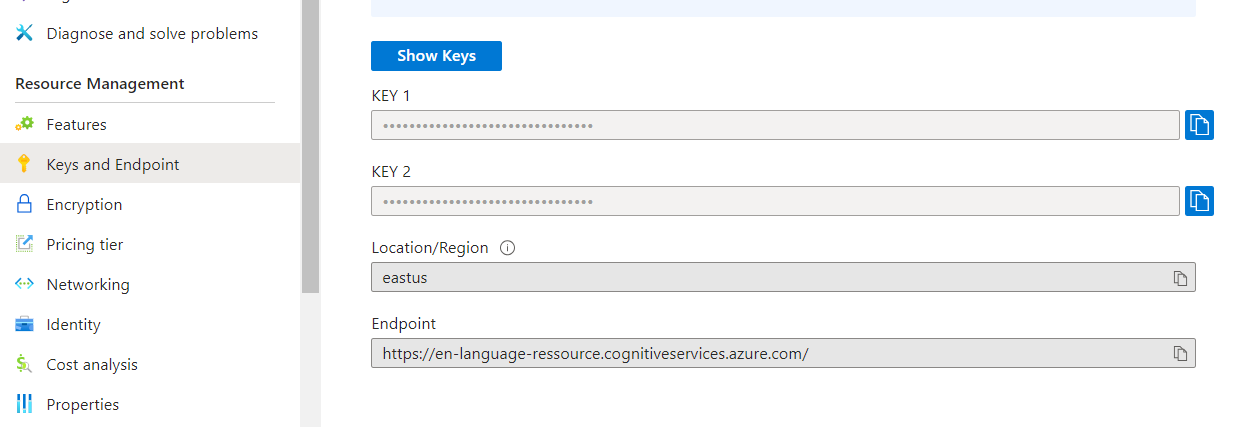 Diagnose and solve problems
Resource Management
Features
Keys and Endpoint
Encryption
Pricing tier
Networking
Identity
Cost analysis
Properties
Show Keys
KEY 1
••••••••••••••••••••••••••••••••
KEY 2
••••••••••••••••••••••••••••••••
Location/Region
eastus
Endpoint
https://en-language-ressource.cognitiveservices.azure.com/